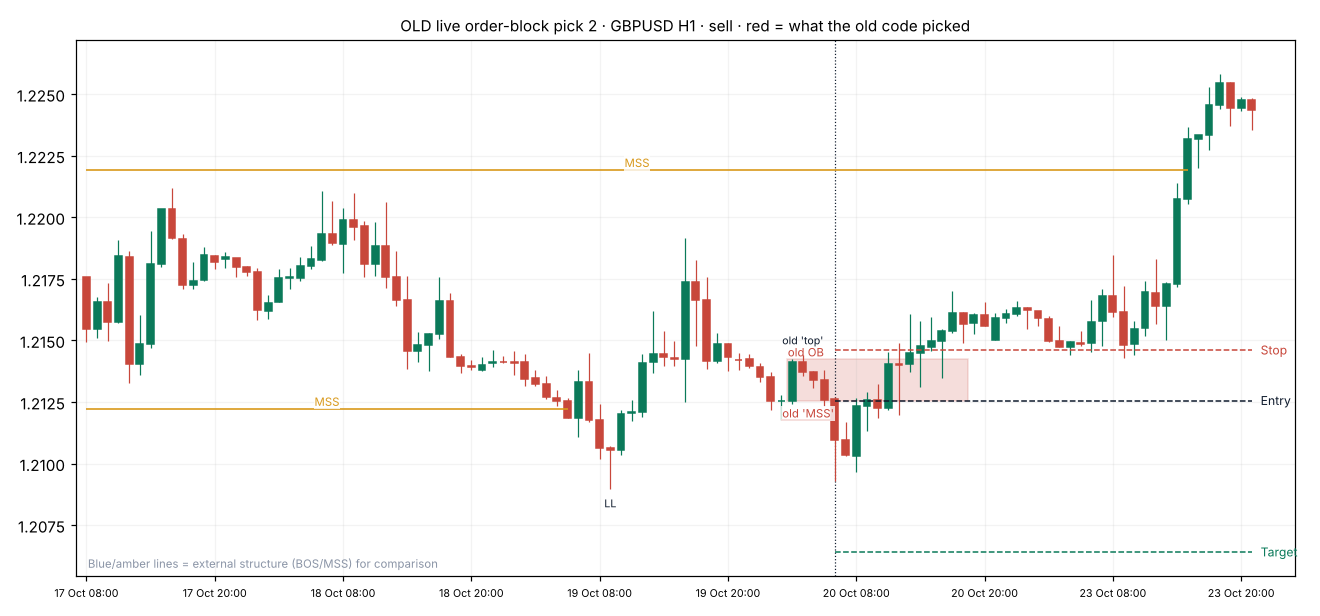 OLD live order-block pick 2 · GBPUSD H1 · sell · red = what the old code picked
1.2250
1.2225
1.2200
1.2175
1.2150
1.2125
1.2100
1.2075
MSS
MSS
LL
old 'top'
old OB
old 'MSS'
Stop
Entry
Target
Blue/amber lines = external structure (BOS/MSS) for comparison
17 Oct 08:00
17 Oct 20:00
18 Oct 08:00
18 Oct 20:00
19 Oct 08:00
19 Oct 20:00
20 Oct 08:00
20 Oct 20:00
23 Oct 08:00
23 Oct 20:00